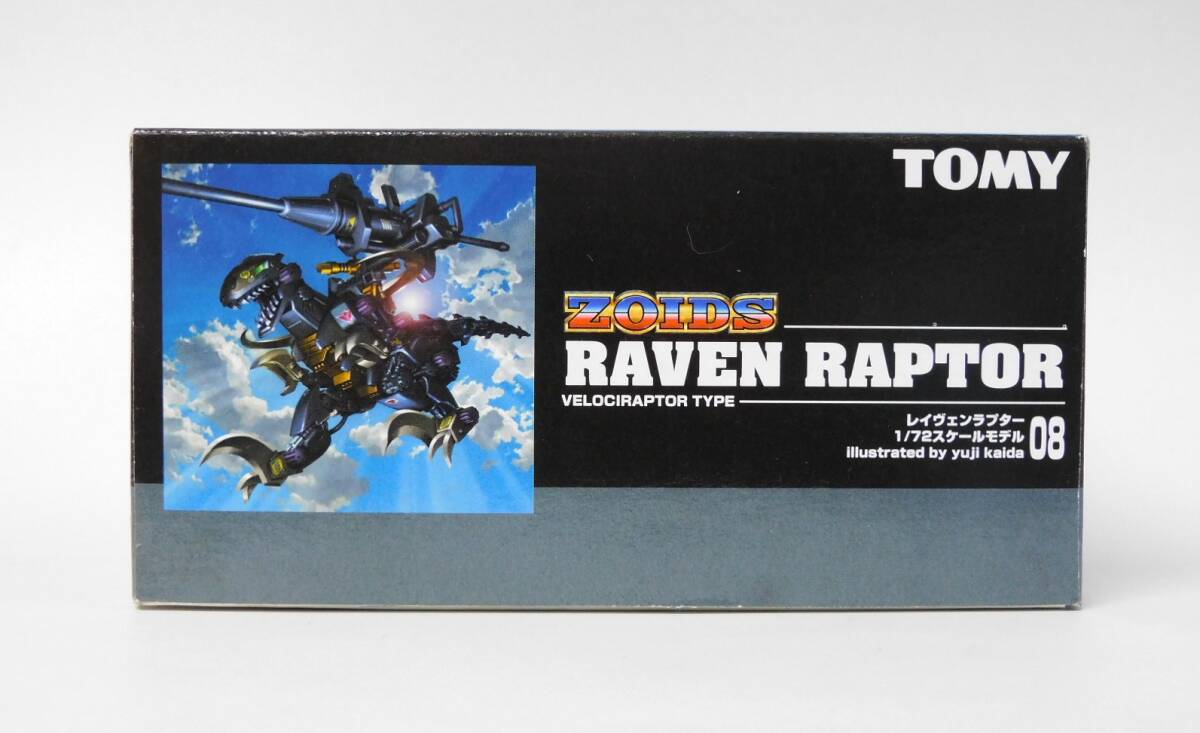 TOMY
ZOIDS
RAVEN RAPTOR
VELOCIRAPTOR TYPE
レイヴェンラプター
1/72スケールモデル
illustrated by yuji kaida
08